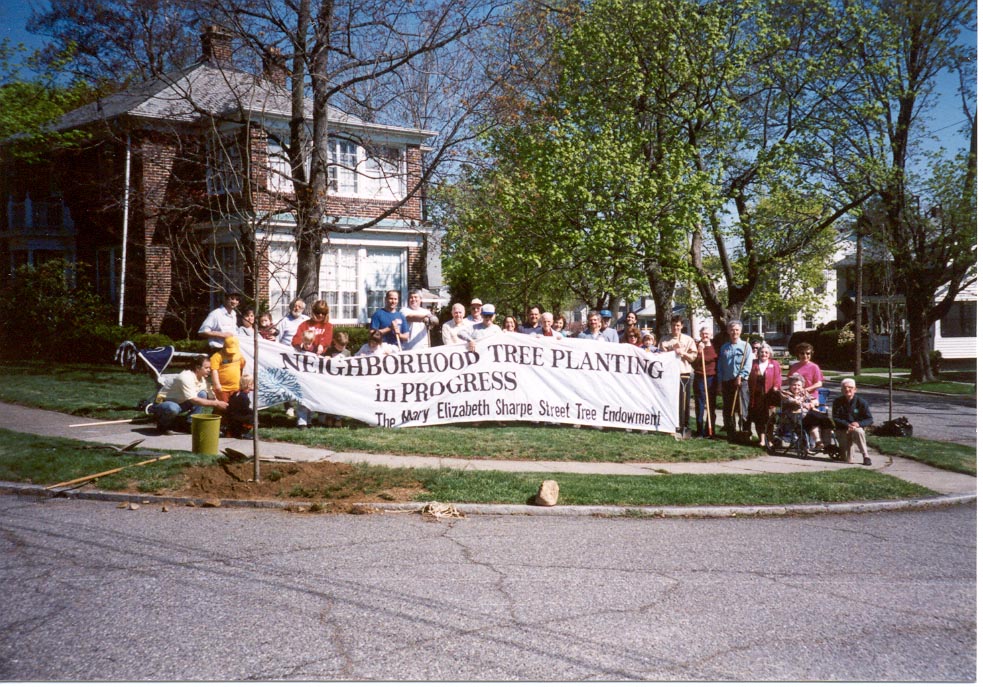 NEIGHBORHOOD TREE PLANTING
in PROGRESS
The Mary Elizabeth Sharpe Street Tree Endowment